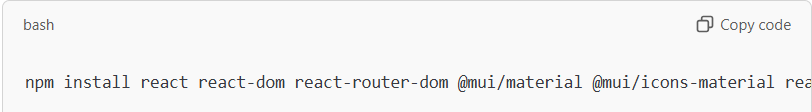 bash
Copy code
npm install react react-dom react-router-dom @mui/material @mui/icons-material